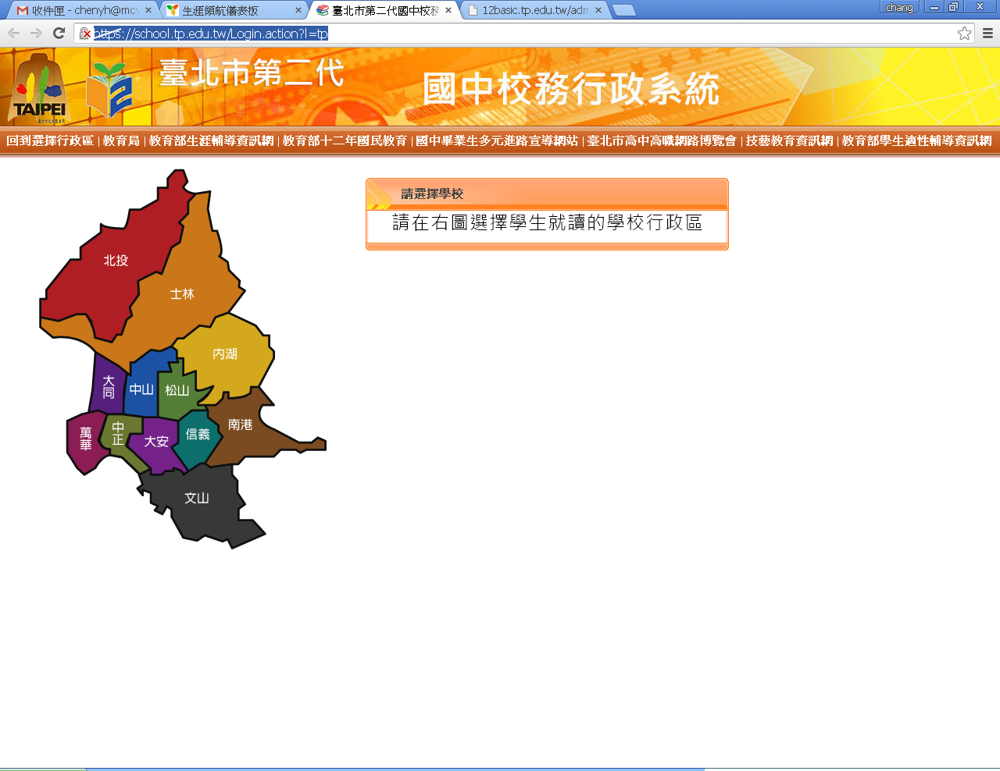 收件匣 - chenyh@mcv
生涯領航儀表板
臺北市第二代國中校務
12basic.tp.edu.tw/adm
chang
https://school.tp.edu.tw/Login.action?l=tp
TAIPEI
臺北市第二代
國中校務行政系統
回到選擇行政區 | 教育局 | 教育部生涯輔導資訊網 | 教育部十二年國民教育 | 國中畢業生多元進路宣導網站 | 臺北市高中高職網路博覽會 | 技藝教育資訊網 | 教育部學生適性輔導資訊網
請選擇學校
請在右圖選擇學生就讀的學校行政區
北投
士林
內湖
大同
中山
松山
萬華
中正
大安
信義
南港
文山